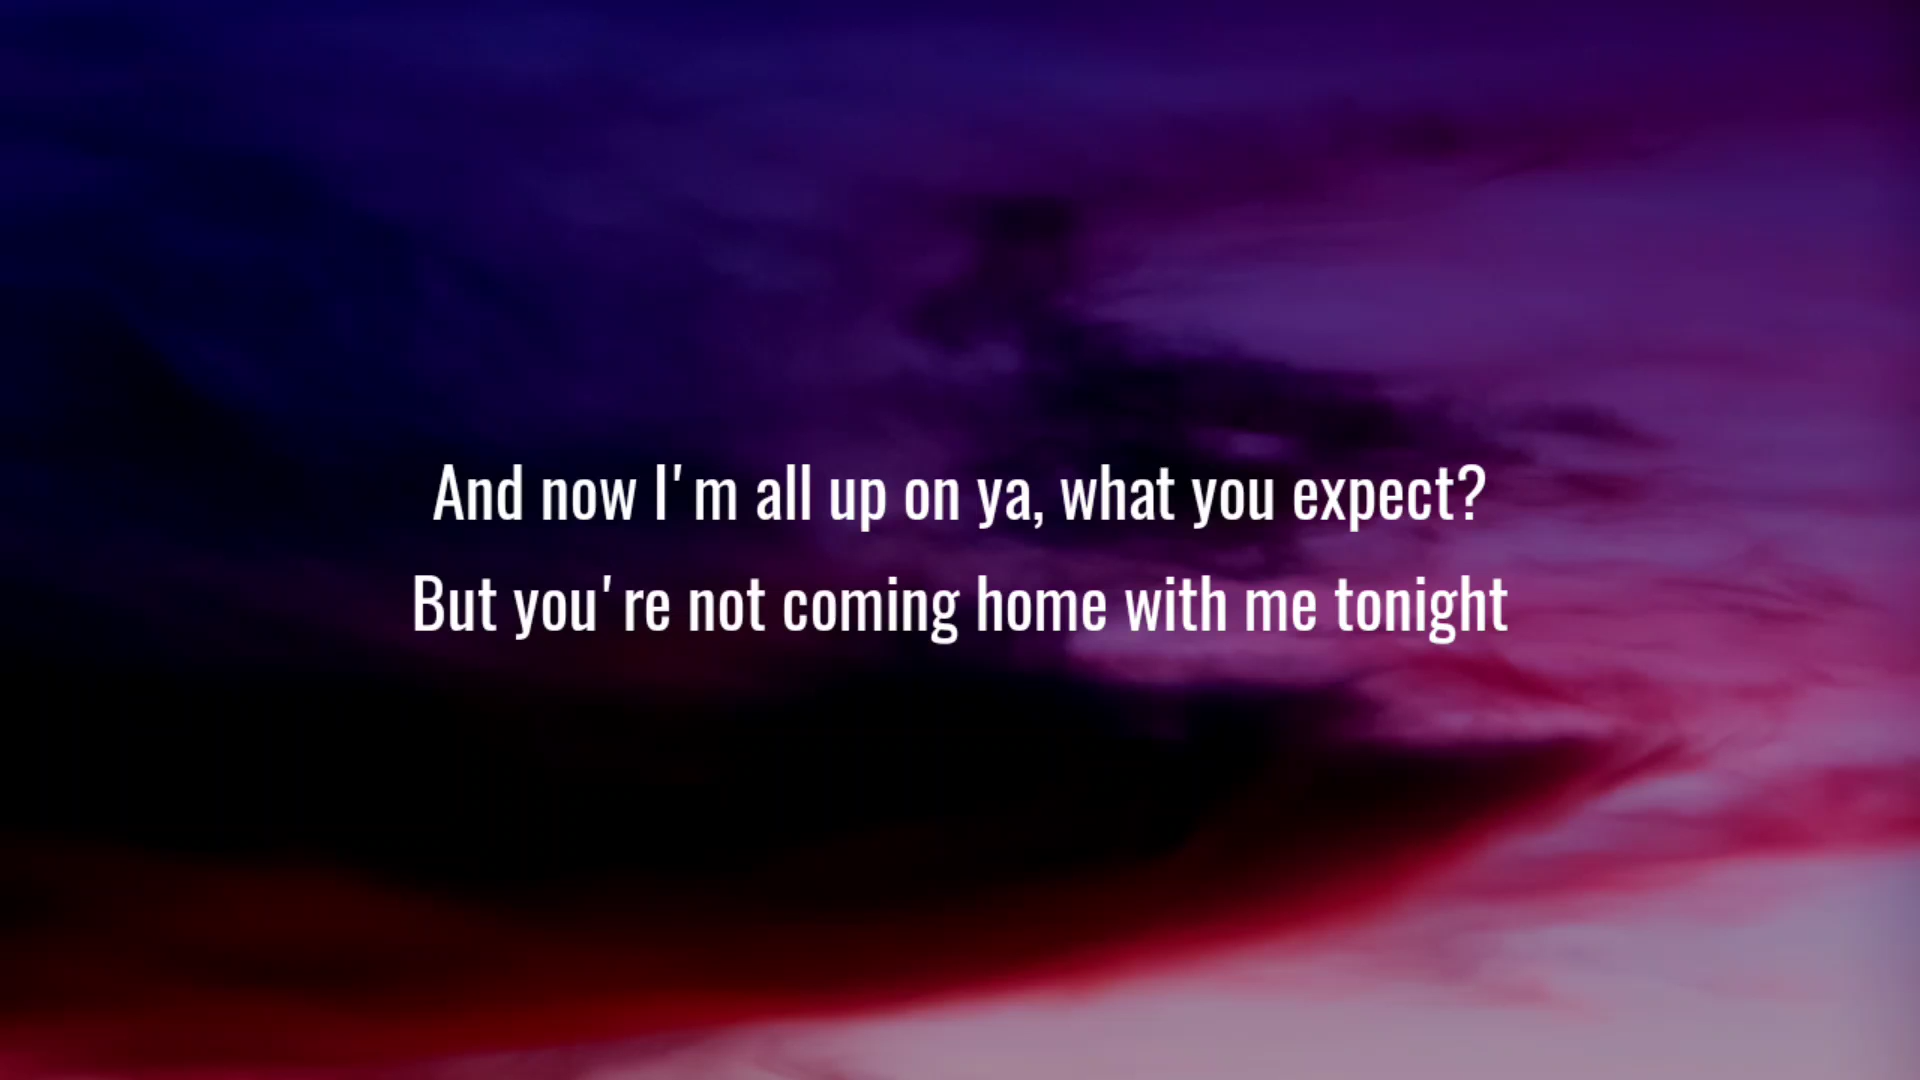 And now I'm all up on ya, what you expect?
But you're not coming home with me tonight